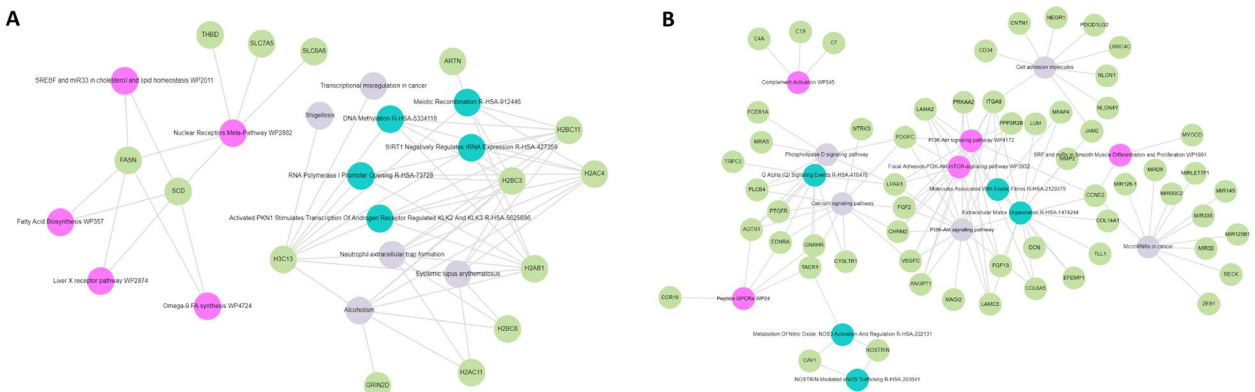 A
THBD
SLC7A5
SLC6A8
SREBF and miR33 in cholesterol and lipid homeostasis WP2011
Nuclear Receptors Meta-Pathway WP2882
FASN
SCD
Fatty Acid Biosynthesis WP357
Liver X receptor pathway WP2874
Omega-9 FA synthesis WP4724
ARTN
Transcriptional misregulation in cancer
Meiotic Recombination R-HSA-912446
Shigellosis
DNA Methylation R-HSA-5334118
H2BC11
SIRT1 Negatively Regulates rRNA Expression R-HSA-427359
RNA Polymerase I Promoter Opening R-HSA-73728
H2BC3
H2AC4
Activated PKN1 Stimulates Transcription Of Androgen Receptor Regulated KLK2 And KLK3 R-HSA-5625886
Neutrophil extracellular trap formation
H3C13
Systemic lupus erythematosus
H2AB1
Alcoholism
H2BC6
H2AC11
GRIN2D
B
C4A
C1S
C7
Complement Activation WP545
CNTN1
NEGR1
PDCD1LG2
CD34
LRRC4C
Cell adhesion molecules
NLGN1
NLGN4Y
FCER1A
LAMA2
PRKAA2
ITGA8
MRAS
NTRK3
PDGFC
PPP2R2B
LUM
MFAP4
JAM2
MYOCD
PI3K-Akt signaling pathway WP4172
Phospholipase D signaling pathway
TRPC3
Focal Adhesion-PI3K-Akt-mTOR-signaling pathway WP3932
MMP2
SRF and miRs in Smooth Muscle Differentiation and Proliferation WP1991
G Alpha (Q) Signaling Events R-HSA-416476
LPAR1
Molecules Associated With Elastic Fibres R-HSA-2129379
PLCB4
CCND2
MIR26
MIRLET7F1
MIR128-1
MIR30C2
MIR145
PTGFR
Calcium signaling pathway
FGF2
Extracellular Matrix Organization R-HSA-1474244
COL14A1
AGTR1
CHRM2
PI3K-Akt signaling pathway
MIR335
MIR125B1
EDNRA
GNRHR
DCN
MicroRNAs in cancer
MIR32
TACR1
CYSLTR1
VEGFC
FGF13
TLL1
ANGPT1
EFEMP1
RECK
COL6A5
MAGI2
LAMC3
ZEB1
CCR10
Peptide GPCRs WP24
Metabolism Of Nitric Oxide: NOS3 Activation And Regulation R-HSA-202131
CAV1
NOSTRIN
NOSTRIN Mediated eNOS Trafficking R-HSA-203641